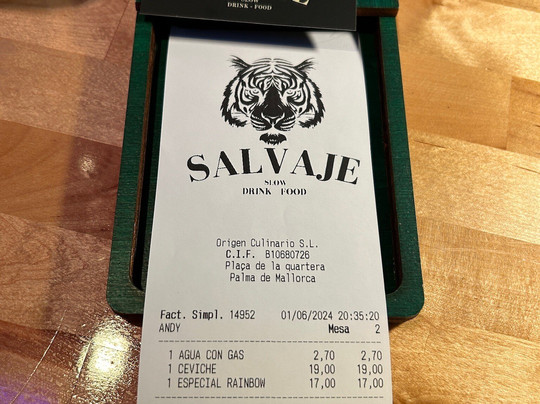 SLOW
DRINK · FOOD
SALVAJE
SLOW
DRINK FOOD
Origen Culinario S.L.
C.I.F. B10680726
Plaça de la quartera
Palma de Mallorca
Fact. Simpl. 14952 01/06/2024 20:35:20
ANDY Mesa 2
1 AGUA CON GAS 2,70 2,70
1 CEVICHE 19,00 19,00
1 ESPECIAL RAINBOW 17,00 17,00